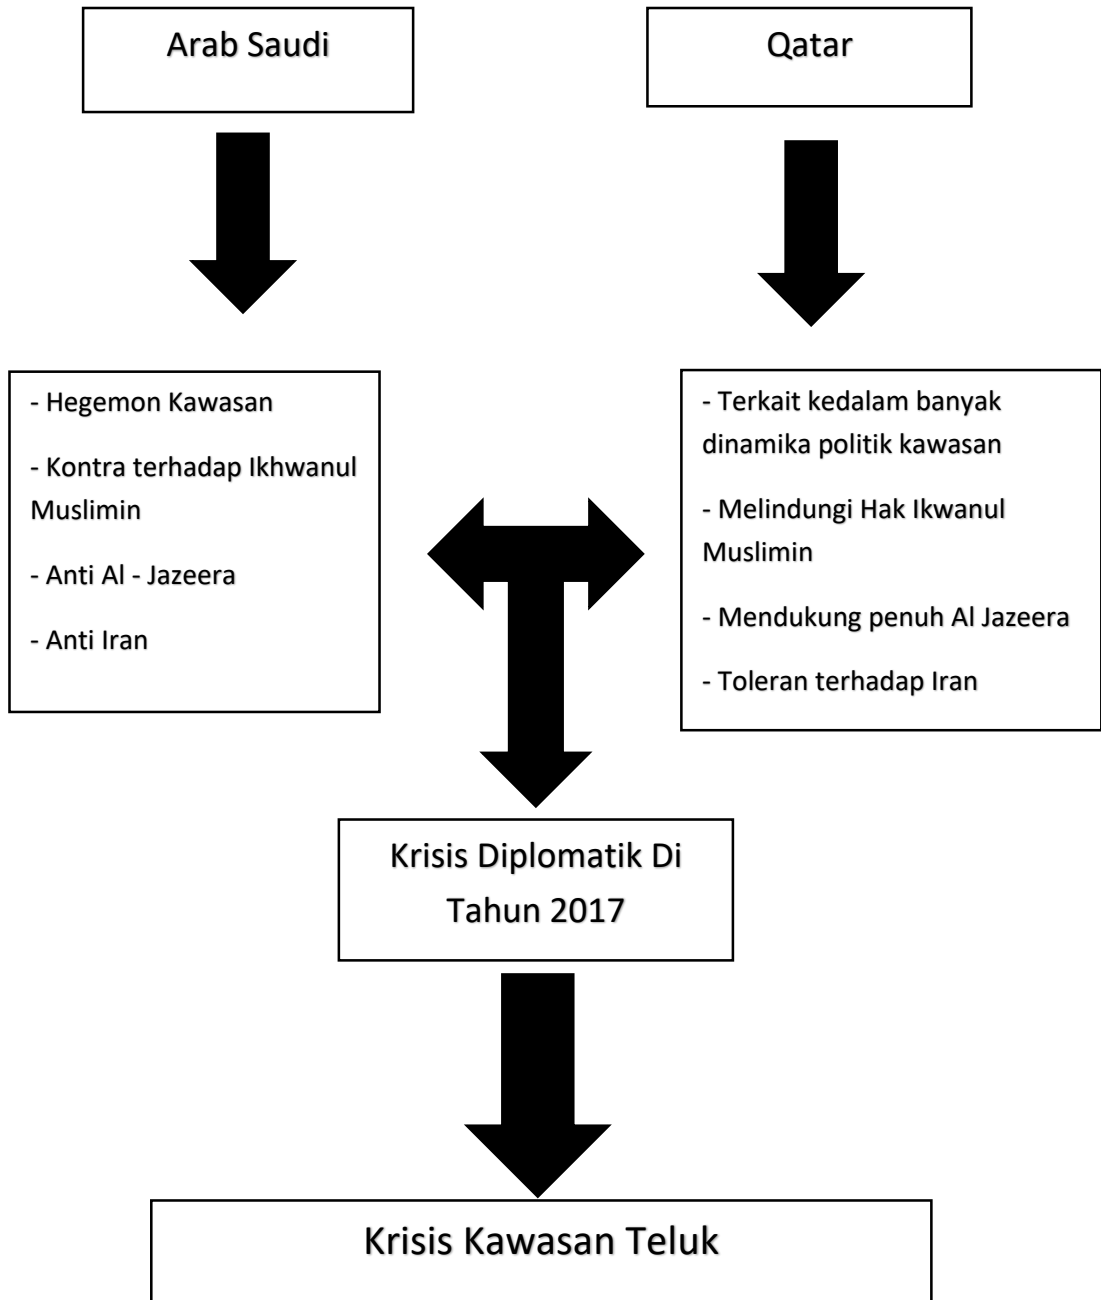 Arab Saudi
Qatar
- Hegemon Kawasan
- Kontra terhadap Ikhwanul
Muslimin
- Anti Al - Jazeera
- Anti Iran
- Terkait kedalam banyak
dinamika politik kawasan
- Melindungi Hak Ikwanul
Muslimin
- Mendukung penuh Al Jazeera
- Toleran terhadap Iran
Krisis Diplomatik Di
Tahun 2017
Krisis Kawasan Teluk